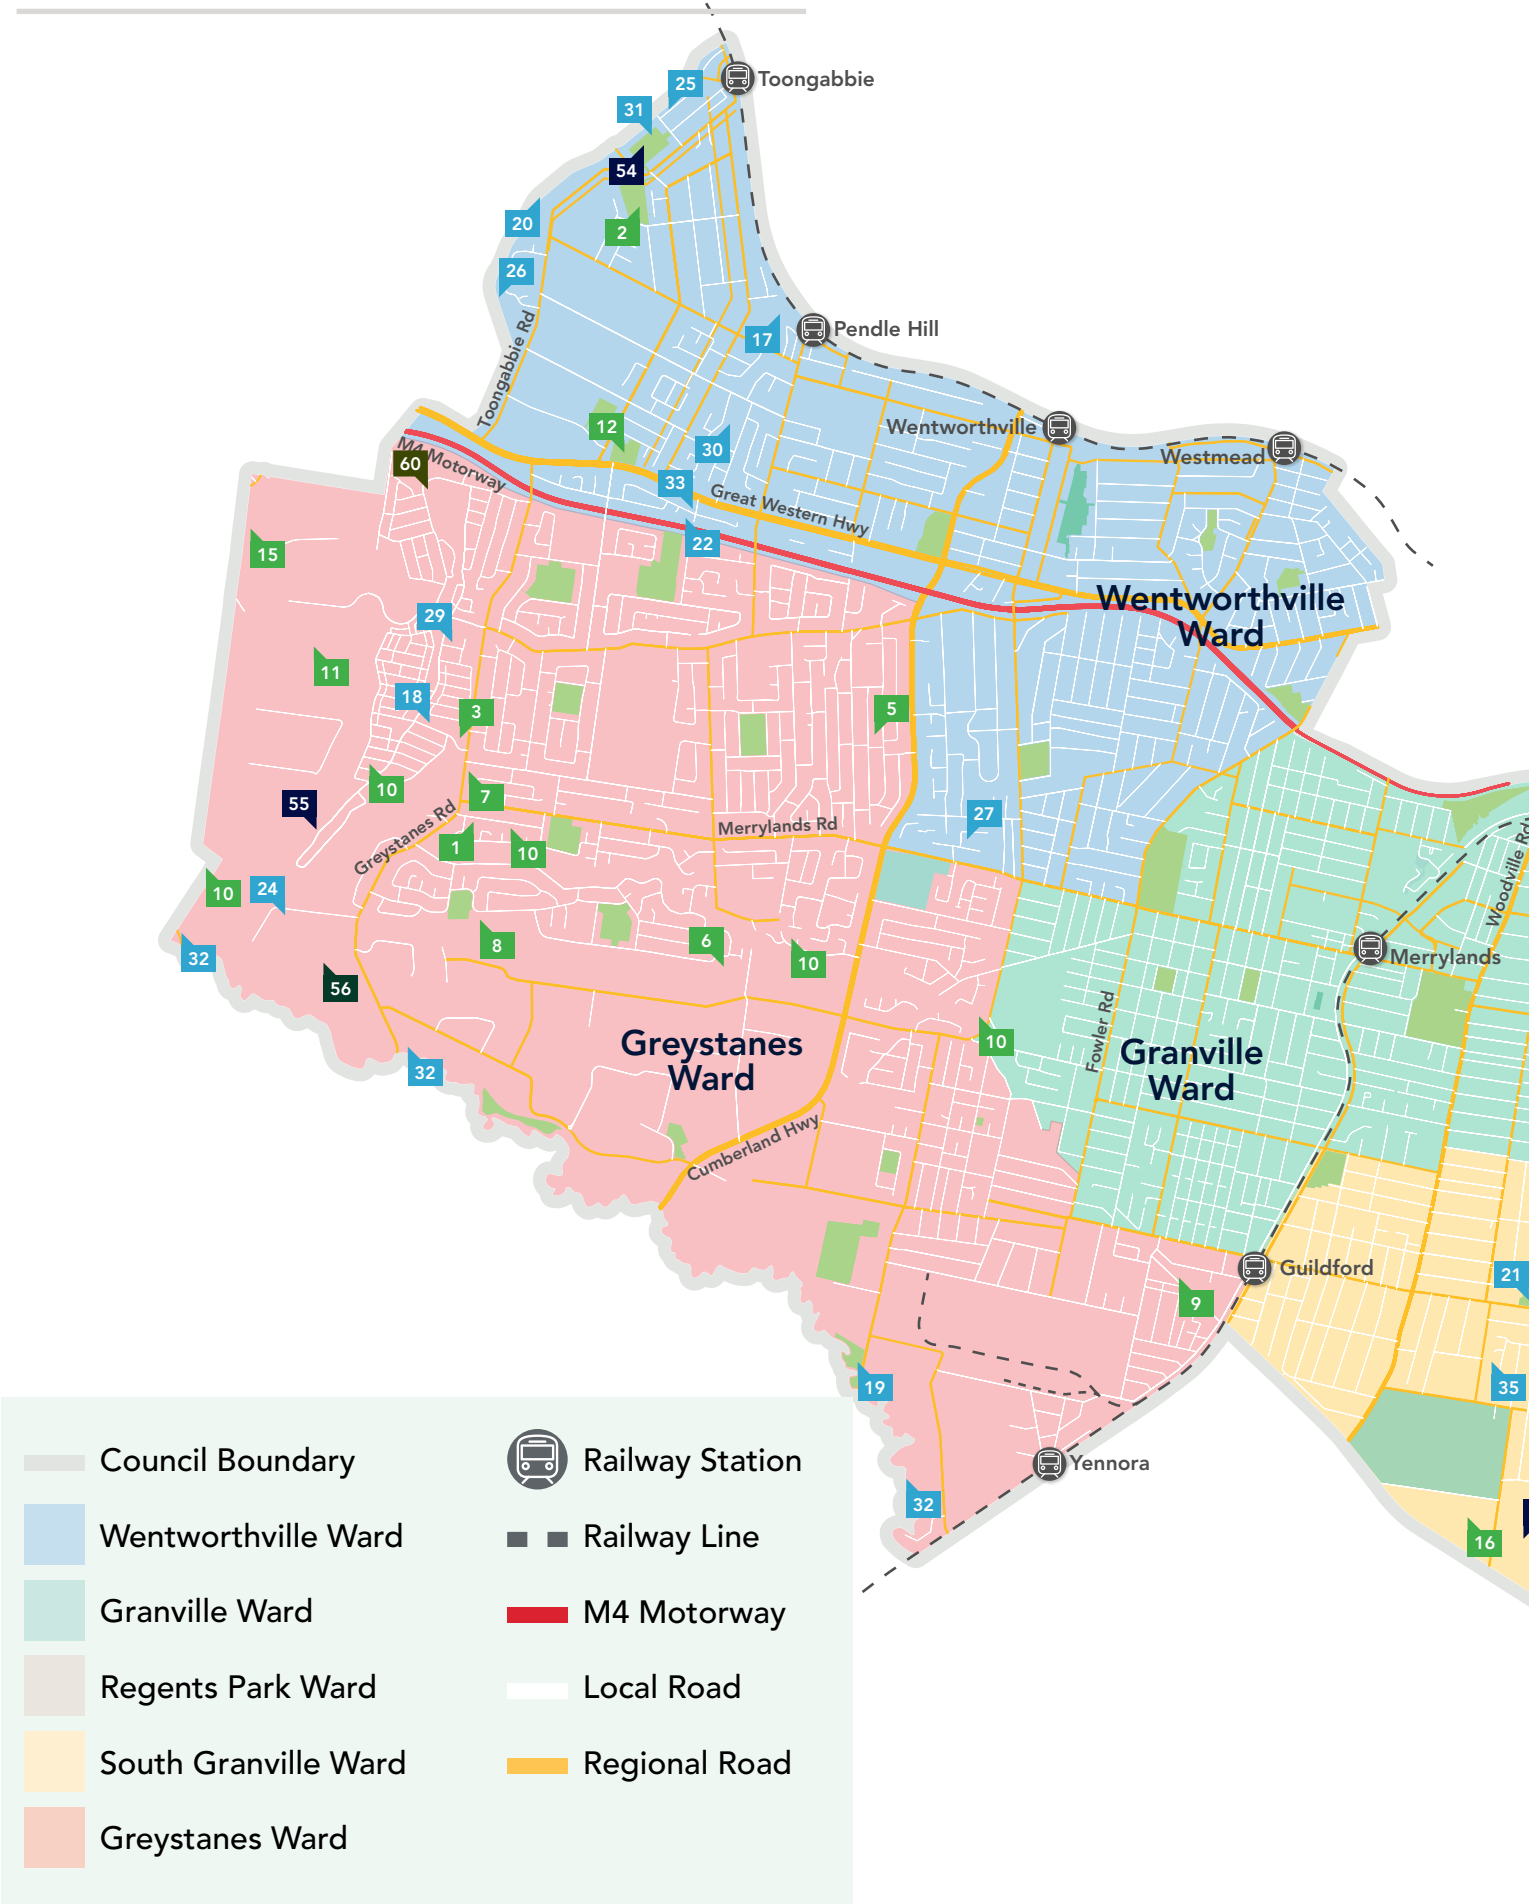 Toongabbie
25
31
54
20
2
26
Toongabbie Rd
17
Pendle Hill
12
30
Wentworthville
Westmead
M4 Motorway
60
33
Great Western Hwy
22
15
Wentworthville
Ward
29
11
18
3
5
10
55
7
27
Greystanes Rd
1
10
Merrylands Rd
10
24
Woodville Rd
32
8
6
10
Merrylands
56
10
Fowler Rd
Greystanes
Ward
Granville
Ward
32
Cumberland Hwy
Guildford
21
9
19
35
32
Yennora
16
Council Boundary
Wentworthville Ward
Granville Ward
Regents Park Ward
South Granville Ward
Greystanes Ward
Railway Station
Railway Line
M4 Motorway
Local Road
Regional Road